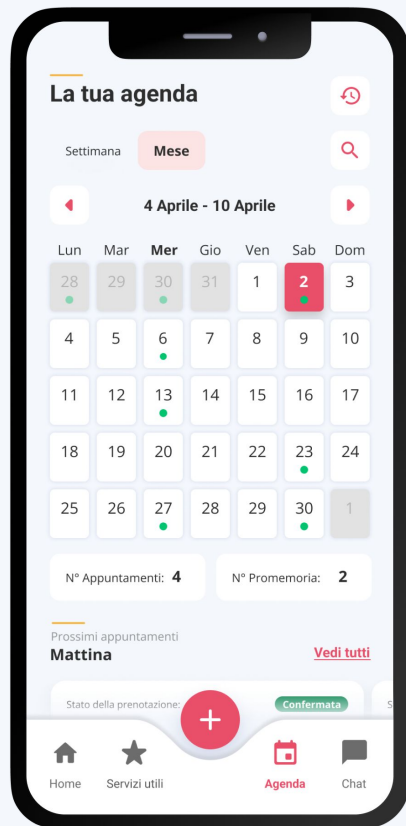 La tua agenda
Settimana Mese
4 Aprile - 10 Aprile
Lun Mar Mer Gio Ven Sab Dom
28 29 30 31 1 2 3
4 5 6 7 8 9 10
11 12 13 14 15 16 17
18 19 20 21 22 23 24
25 26 27 28 29 30 1
N° Appuntamenti: 4 N° Promemoria: 2
Prossimi appuntamenti
Mattina Vedi tutti
Stato della prenotazione: Confermata S
Home Servizi utili Agenda Chat